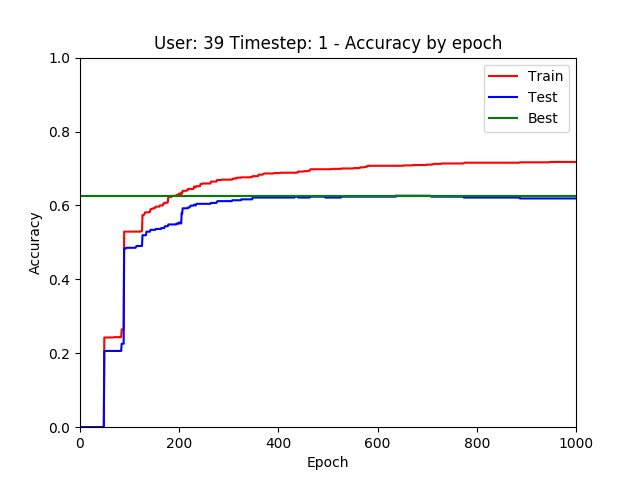 User: 39 Timestep: 1 - Accuracy by epoch
1.0
0.8
0.6
0.4
0.2
0.0
Accuracy
Train
Test
Best
0 200 400 600 800 1000
Epoch